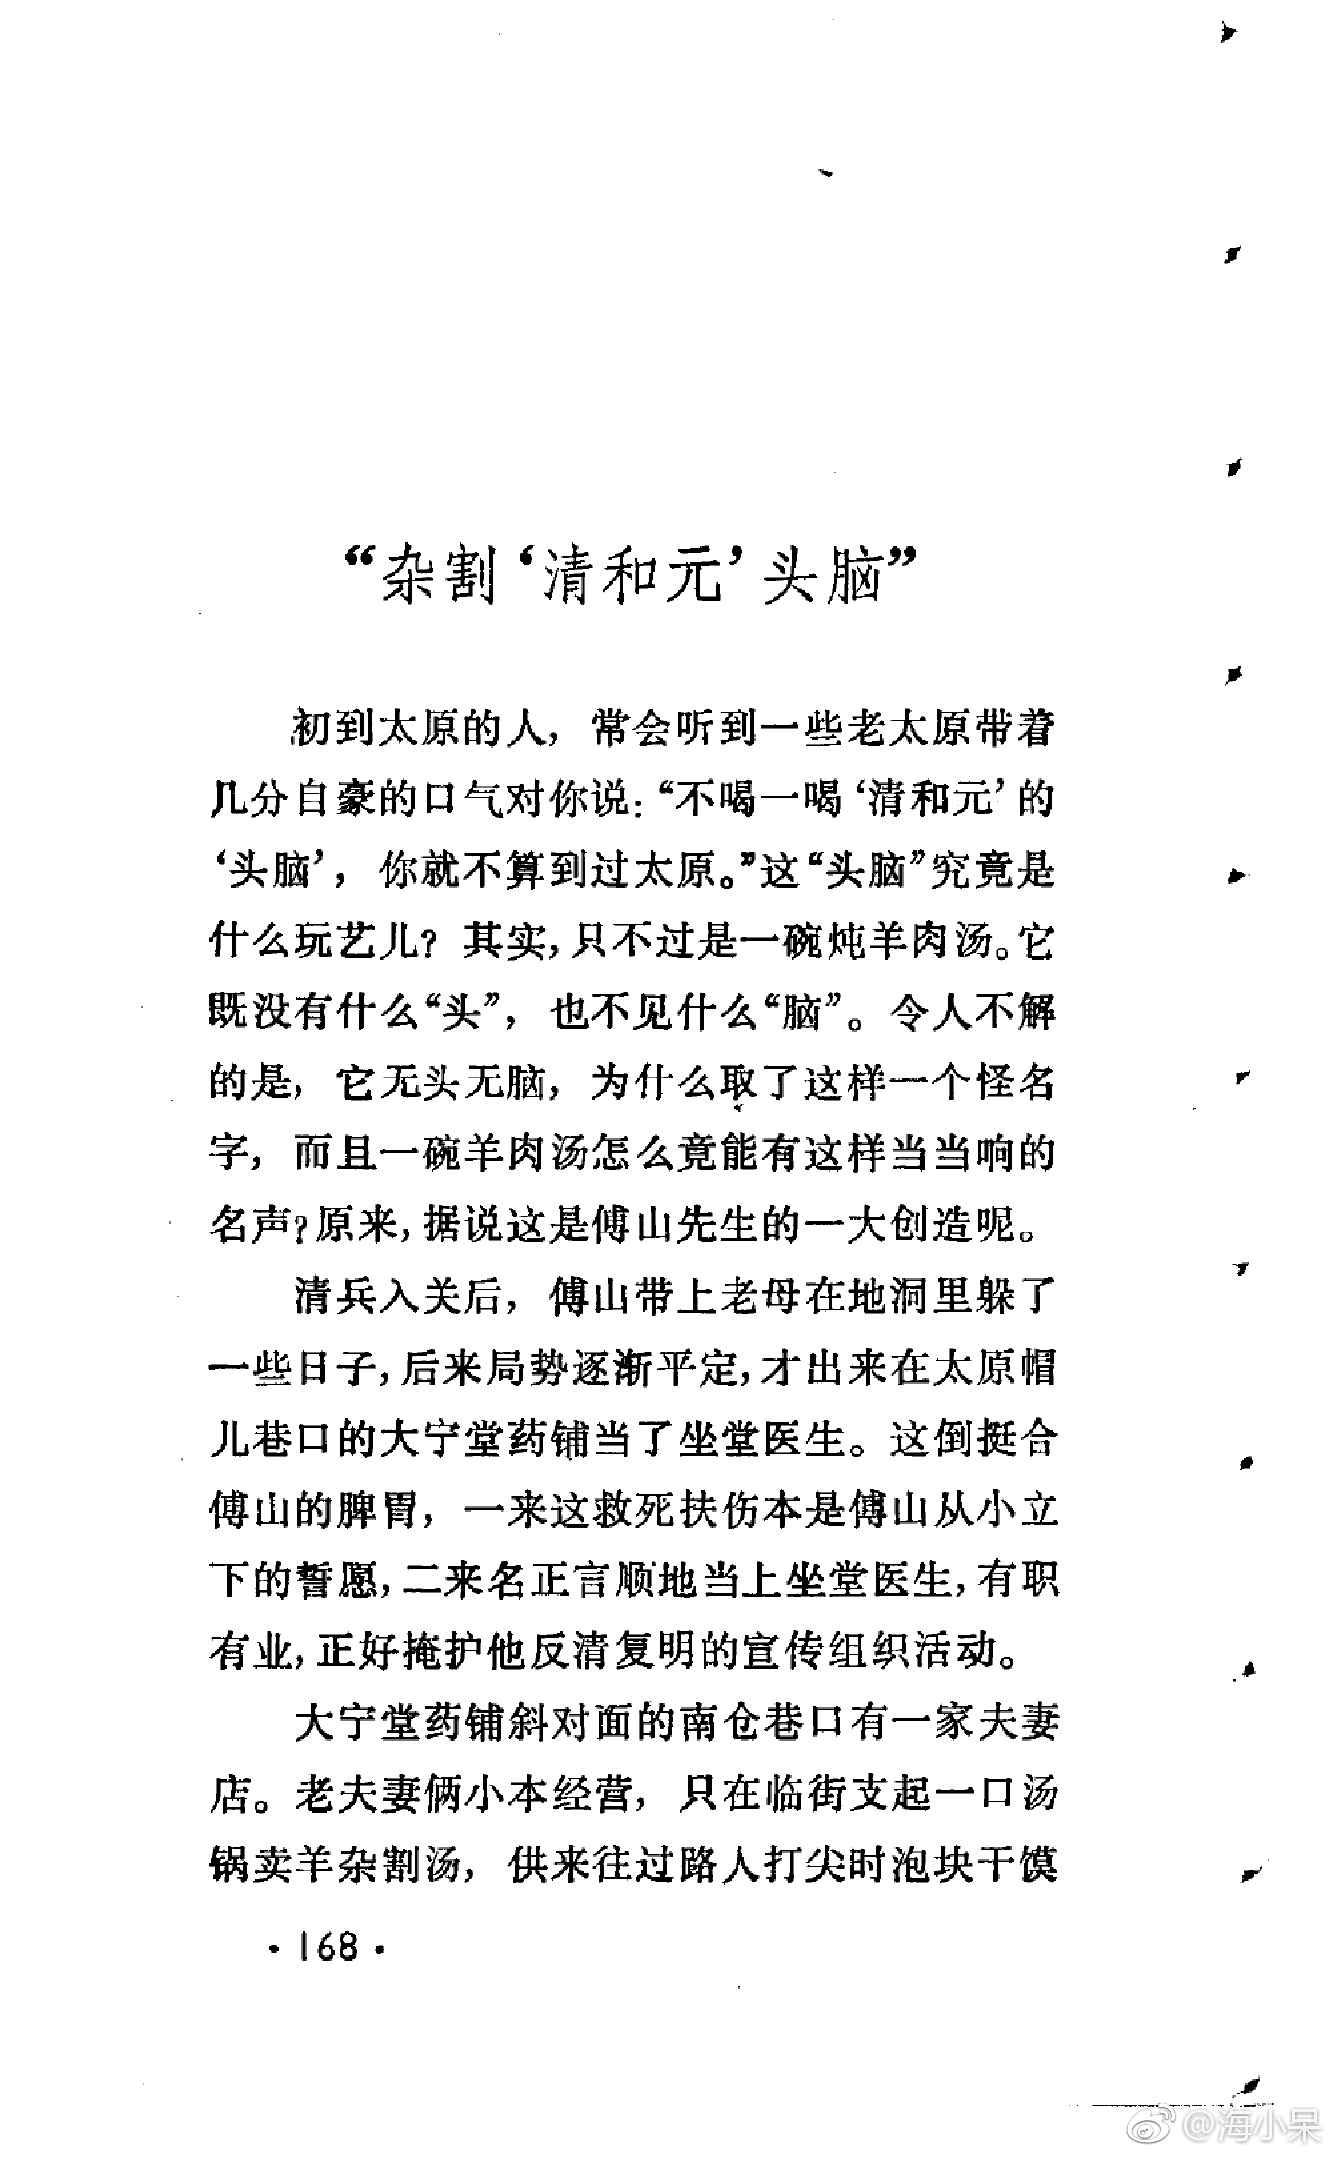 “杂割‘清和元’头脑”
初到太原的人，常会听到一些老太原带着
几分自豪的口气对你说：“不喝一喝‘清和元’的
‘头脑’，你就不算到过太原。”这“头脑”究竟是
什么玩艺儿？其实，只不过是一碗炖羊肉汤。它
既没有什么“头”，也不见什么“脑”。令人不解
的是，它无头无脑，为什么取了这样一个怪名
字，而且一碗羊肉汤怎么竟能有这样当当响的
名声？原来，据说这是傅山先生的一大创造呢。
清兵入关后，傅山带上老母在地洞里躲了
一些日子，后来局势逐渐平定，才出来在太原帽
儿巷口的大宁堂药铺当了坐堂医生。这倒挺合
傅山的脾胃，一来这救死扶伤本是傅山从小立
下的誓愿，二来名正言顺地当上坐堂医生，有职
有业，正好掩护他反清复明的宣传组织活动。
大宁堂药铺斜对面的南仓巷口有一家夫妻
店。老夫妻俩小本经营，只在临街支起一口汤
锅卖羊杂割汤，供来往过路人打尖时泡块干馍
·168·
@海小呆